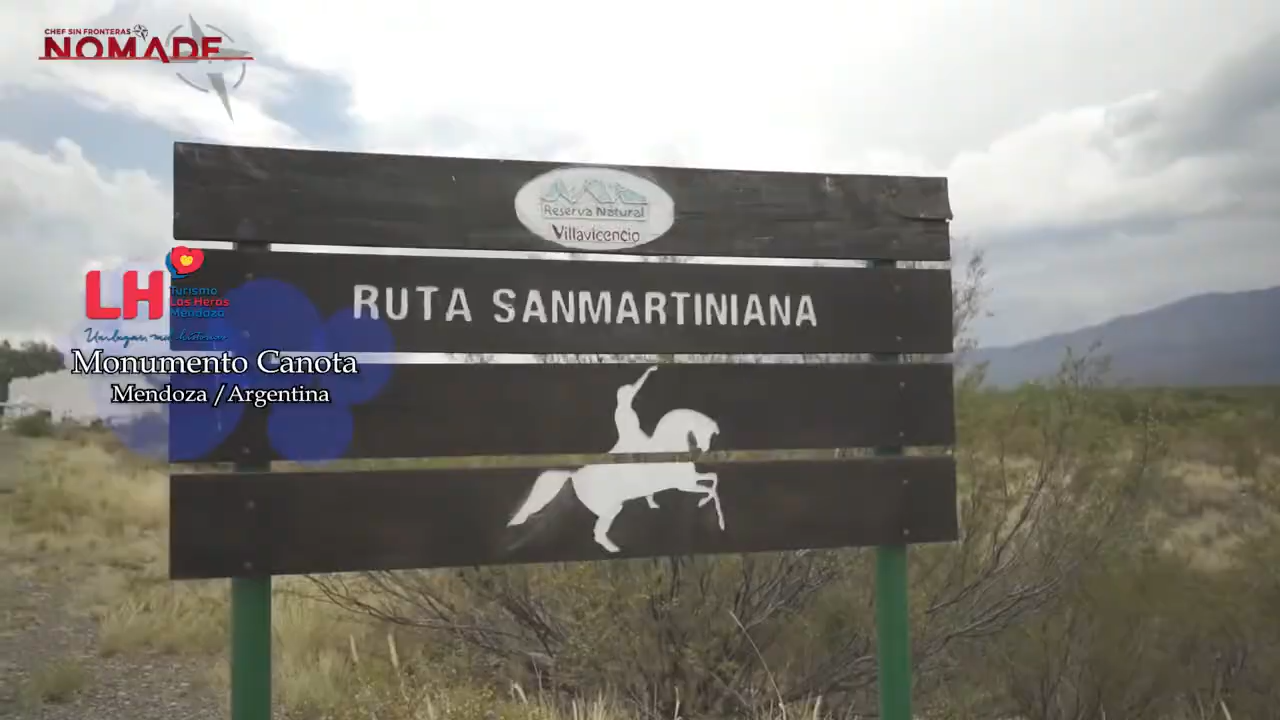 CHEF SIN FRONTERAS
NOMADE
Reserva Natural
Villavicencio
RUTA SANMARTINIANA
LH
Turismo
Las Heras
Mendoza
Monumento Canota
Mendoza /Argentina